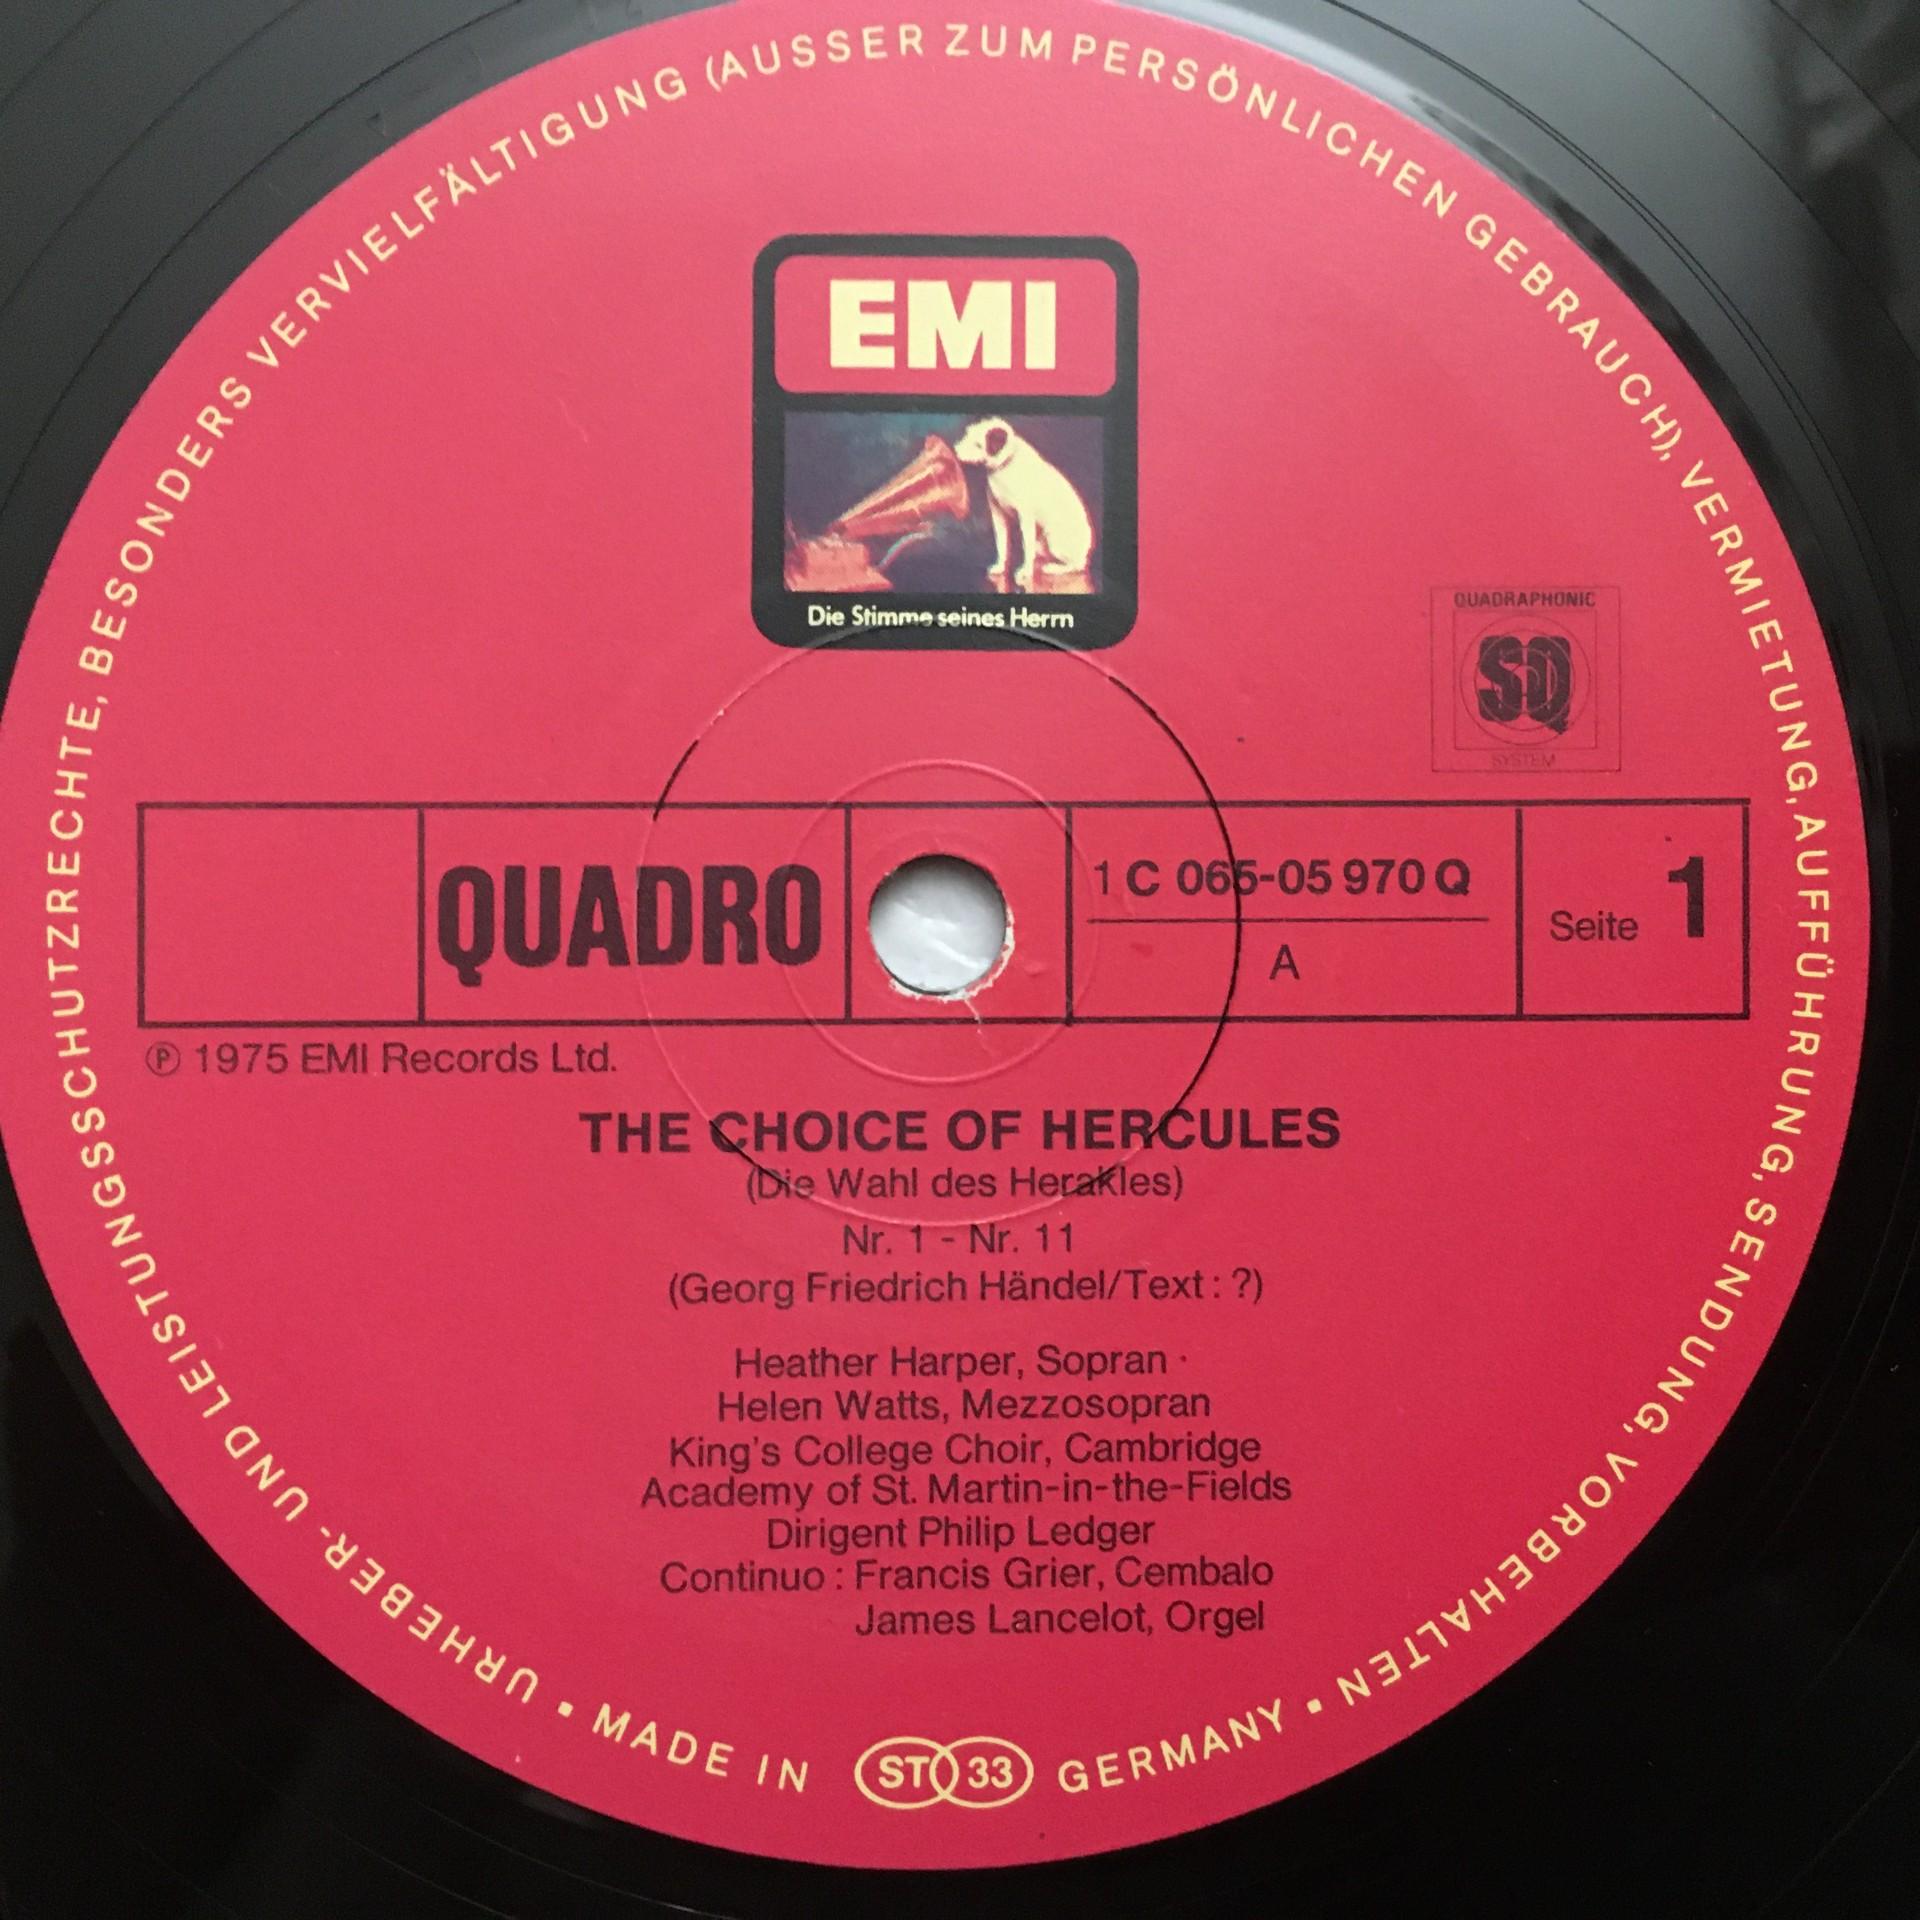 URHEBER- UND LEISTUNGSSCHUTZRECHTE, BESONDERS VERVIELFÄLTIGUNG (AUSSER ZUM PERSÖNLICHEN GEBRAUCH), VERMIETUNG, AUFFÜHRUNG, SENDUNG, VORBEHALTEN
EMI
Die Stimme seines Herrn
QUADRAPHONIC
SQ
SYSTEM
QUADRO
1 C 065-05 970 Q
A
Seite 1
℗ 1975 EMI Records Ltd.
THE CHOICE OF HERCULES
(Die Wahl des Herakles)
Nr. 1 - Nr. 11
(Georg Friedrich Händel/Text : ?)
Heather Harper, Sopran ·
Helen Watts, Mezzosopran
King's College Choir, Cambridge
Academy of St. Martin-in-the-Fields
Dirigent Philip Ledger
Continuo : Francis Grier, Cembalo
James Lancelot, Orgel
• MADE IN ST 33 GERMANY •